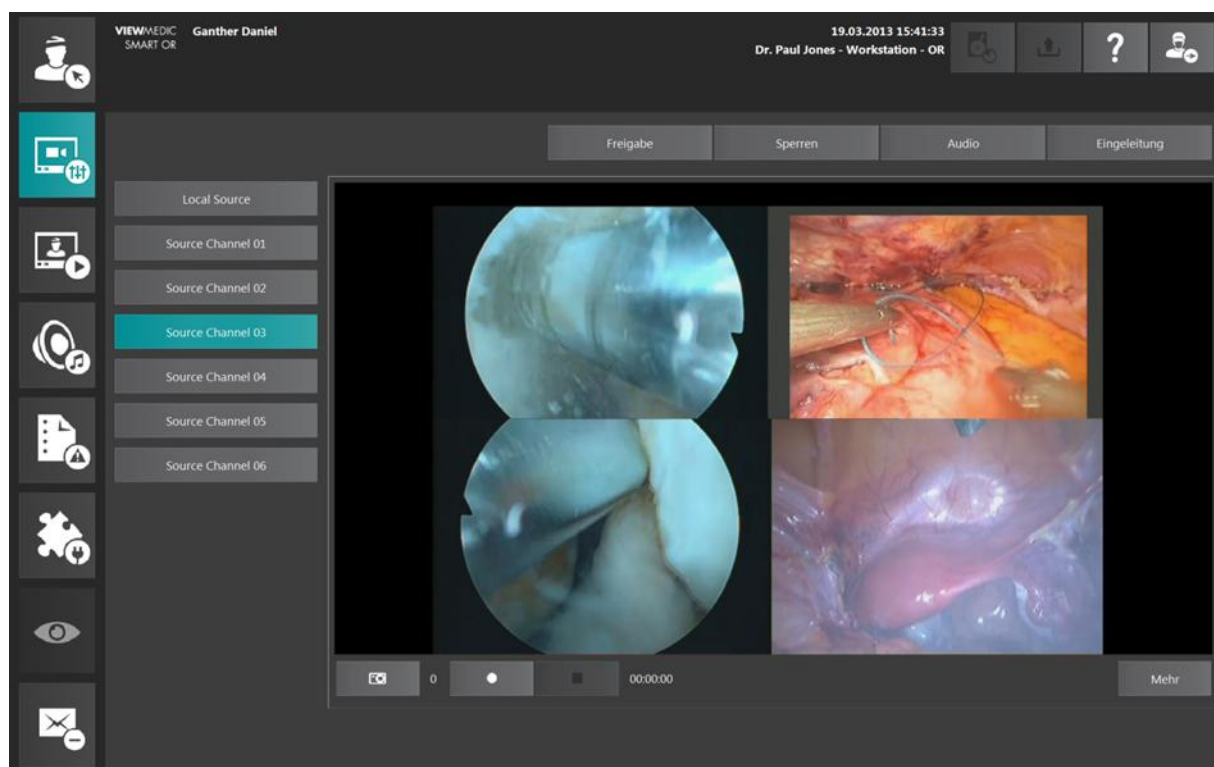 VIEWMEDIC
SMART OR
Ganther Daniel
19.03.2013 15:41:33
Dr. Paul Jones - Workstation - OR
?
Freigabe
Sperren
Audio
Eingeleitung
Local Source
Source Channel 01
Source Channel 02
Source Channel 03
Source Channel 04
Source Channel 05
Source Channel 06
0
00:00:00
Mehr